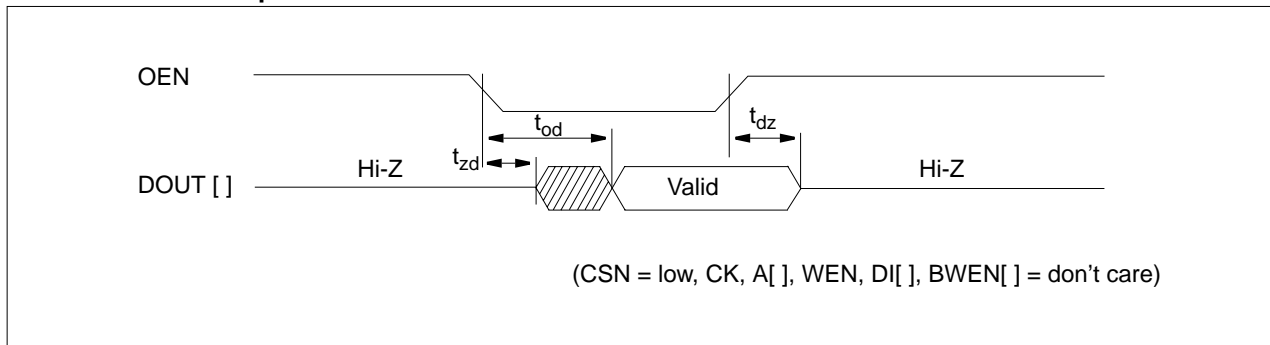 OEN
t_od
t_dz
t_zd
Hi-Z
Hi-Z
DOUT [ ]
Valid
(CSN = low, CK, A[ ], WEN, DI[ ], BWEN[ ] = don't care)